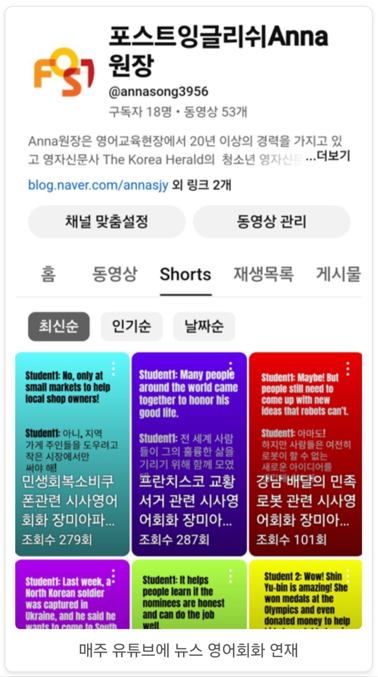 FOST
포스트잉글리쉬Anna
원장
@annasong3956
구독자 18명 • 동영상 53개
Anna원장은 영어교육현장에서 20년 이상의 경력을 가지고 있
고 영자신문사 The Korea Herald의 청소년 영자신문 ...더보기
blog.naver.com/annasjy 외 링크 2개
채널 맞춤설정
동영상 관리
홈
동영상
Shorts
재생목록
게시물
최신순
인기순
날짜순
Student1: No, only at
small markets to help
local shop owners!
Student1: 아니, 지역
가게 주인들을 도우려고
작은 시장에서만
써야 해!
민생회복소비쿠
폰관련 시사영어
회화 장미아파...
조회수 279회
Student1: Many people
around the world came
together to honor his
good life.
Student1: 전 세계 사람
들이 그의 훌륭한 삶을
기리기 위해 함께 모였
프란치스코 교황
서거 관련 시사영
어회화 장미아...
조회수 287회
Student1: Maybe! But
people still need to
come up with new
ideas that robots can't.
Student1: 아마도!
하지만 사람들은 여전히
로봇이 할 수 없는
새로운 아이디어를
강남 배달의 민족
로봇 관련 시사영
어회화 장미아...
조회수 101회
Student1: Last week, a
North Korean soldier
was captured in
Ukraine, and he said he
wants to come to South
Student1: It helps
people learn if the
nominees are honest
and can do the job
well.
Student 2: Wow! Shin
Yu-bin is amazing! She
won medals at the
Olympics and even
donated money to help
매주 유튜브에 뉴스 영어회화 연재